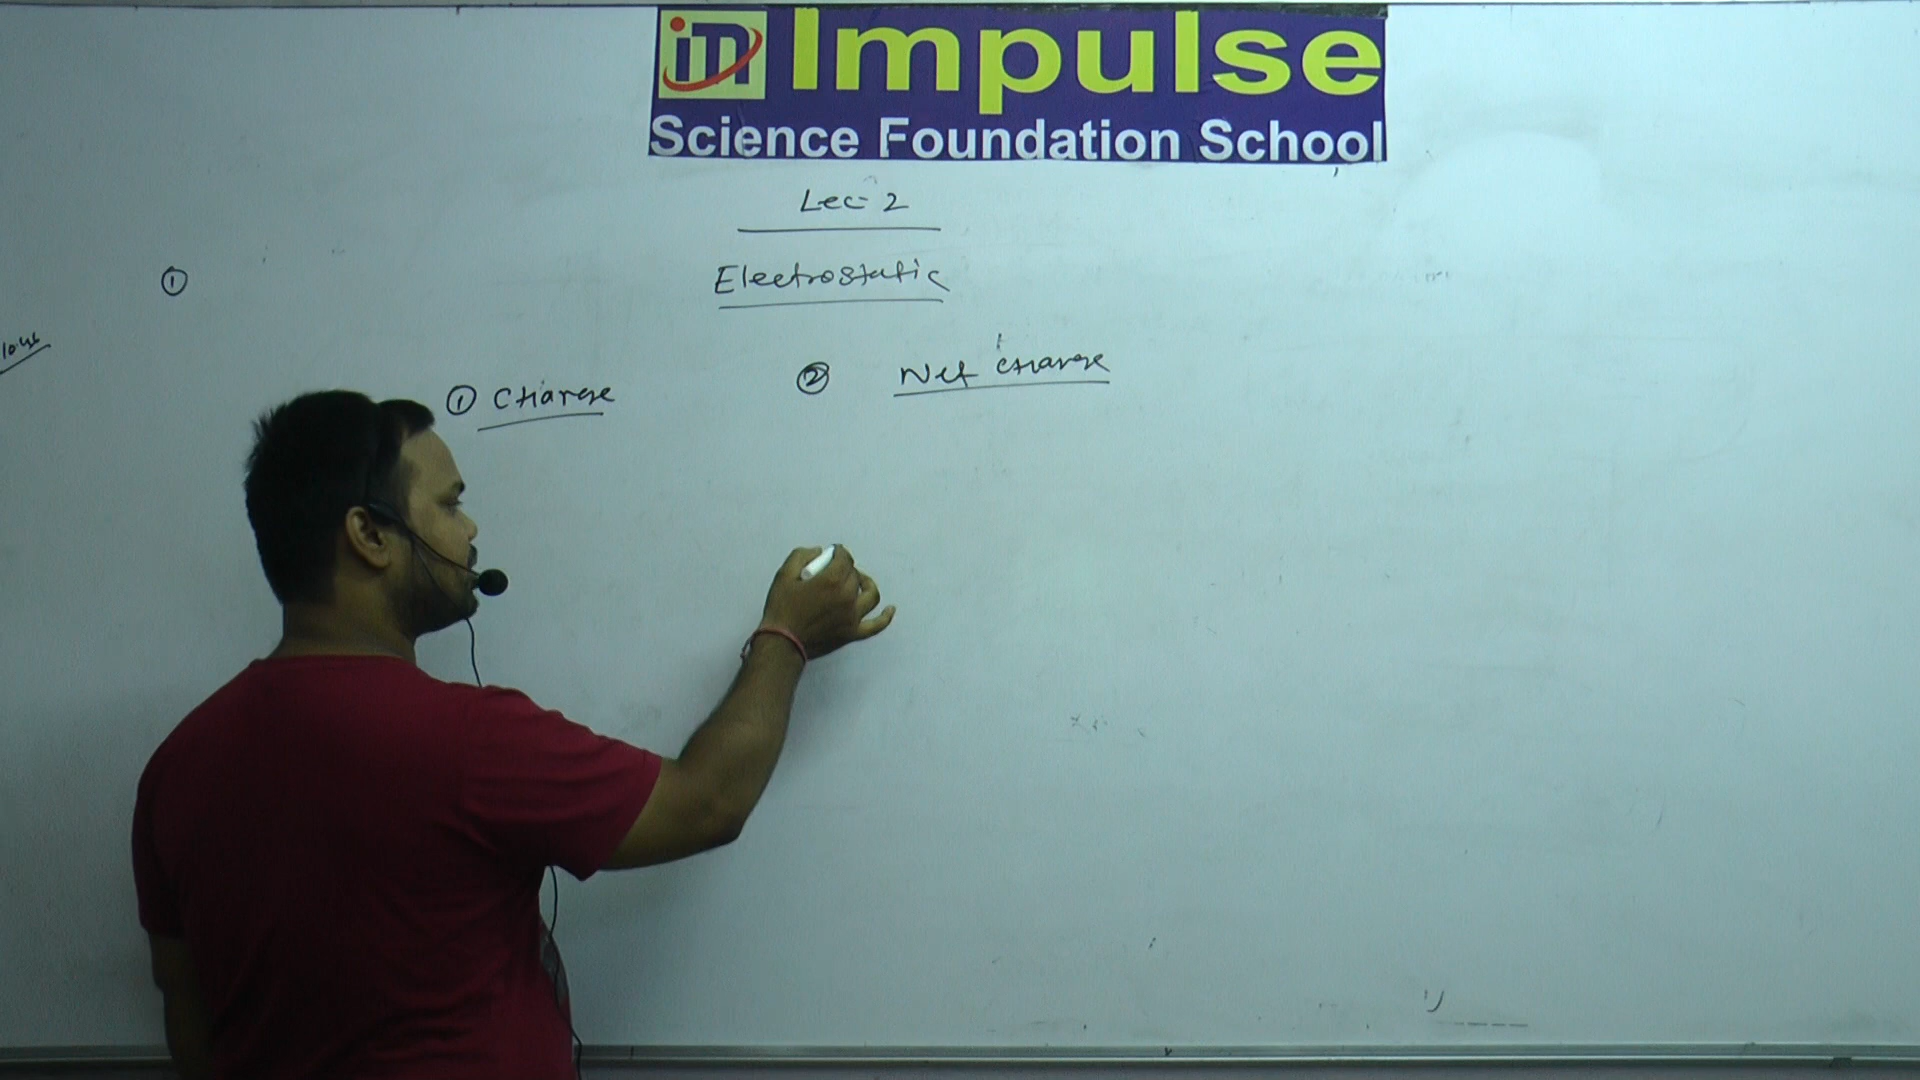 Impulse
Science Foundation School
Lec-2
Electrostatic
①
① Charge
② Net charge